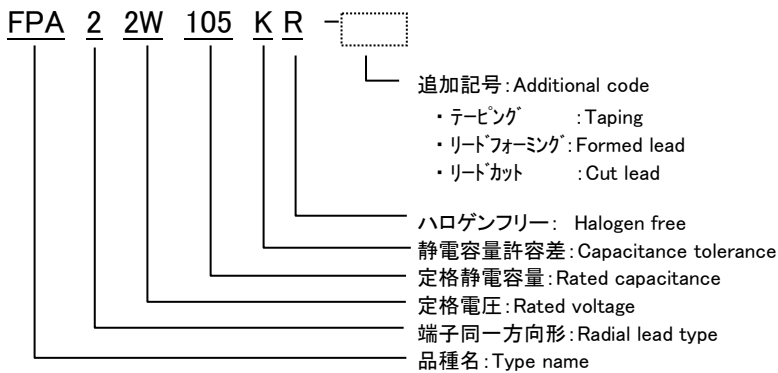 FPA 2 2W 105 K R -
追加記号:Additional code
・ﾃｰﾋﾟﾝｸﾞ :Taping
・ﾘｰﾄﾞﾌｫｰﾐﾝｸﾞ:Formed lead
・ﾘｰﾄﾞｶｯﾄ :Cut lead
ハロゲンフリー: Halogen free
静電容量許容差:Capacitance tolerance
定格静電容量:Rated capacitance
定格電圧:Rated voltage
端子同一方向形:Radial lead type
品種名:Type name